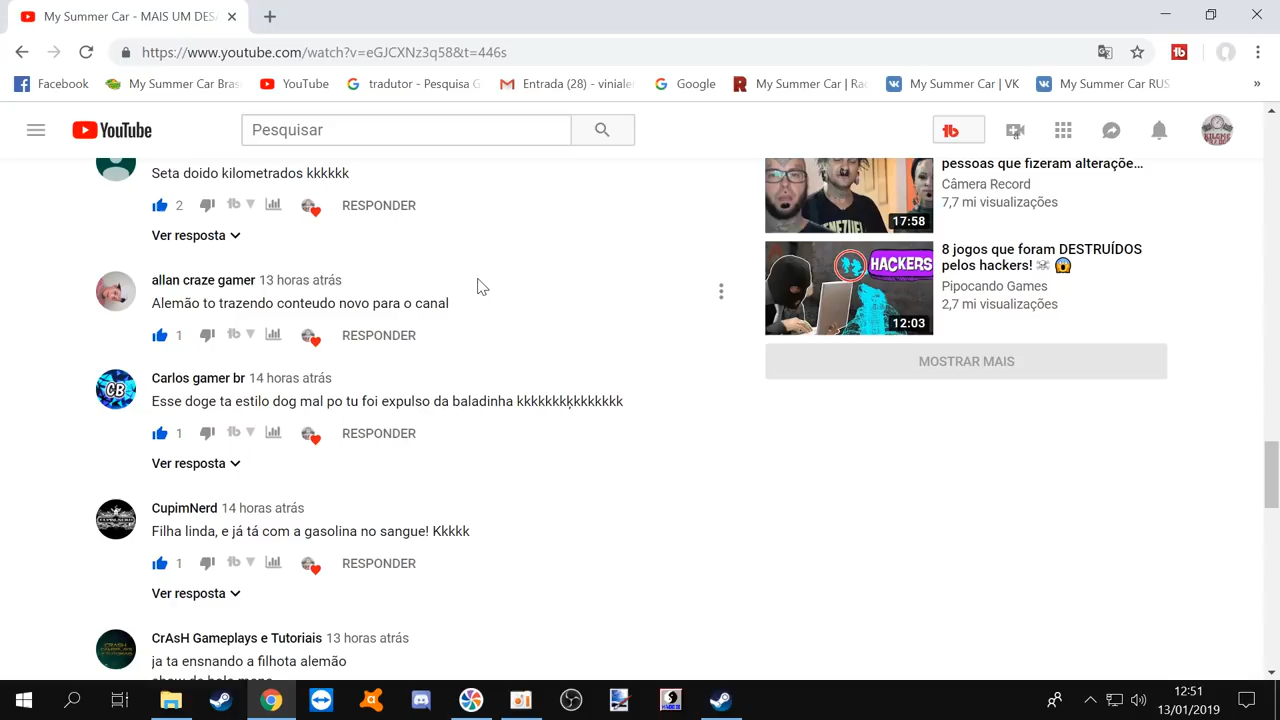 My Summer Car - MAIS UM DES
https://www.youtube.com/watch?v=eGJCXNz3q58&t=446s
Facebook My Summer Car Bras YouTube tradutor - Pesquisa G Entrada (28) - vinialer Google My Summer Car | Rac My Summer Car | VK My Summer Car RUS »
YouTube
Pesquisar
Seta doido kilometrados kkkkkk
2 RESPONDER
Ver resposta
allan craze gamer 13 horas atrás
Alemão to trazendo conteudo novo para o canal
1 RESPONDER
Carlos gamer br 14 horas atrás
Esse doge ta estilo dog mal po tu foi expulso da baladinha kkkkkkkķkkkkkkk
1 RESPONDER
Ver resposta
CupimNerd 14 horas atrás
Filha linda, e já tá com a gasolina no sangue! Kkkkk
1 RESPONDER
Ver resposta
CrAsH Gameplays e Tutoriais 13 horas atrás
ja ta ensnando a filhota alemão
pessoas que fizeram alteraçõe...
Câmera Record
7,7 mi visualizações
17:58
HACKERS
12:03
8 jogos que foram DESTRUÍDOS
pelos hackers! ☠ 😱
Pipocando Games
2,7 mi visualizações
MOSTRAR MAIS
12:51
13/01/2019